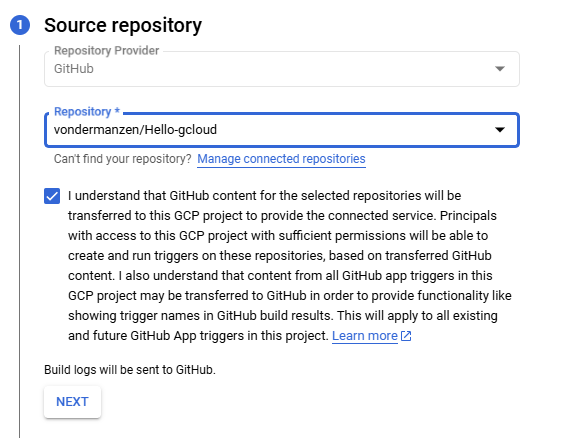 1 Source repository
Repository Provider
GitHub
Repository *
vondermanzen/Hello-gcloud
Can't find your repository? Manage connected repositories
I understand that GitHub content for the selected repositories will be
transferred to this GCP project to provide the connected service. Principals
with access to this GCP project with sufficient permissions will be able to
create and run triggers on these repositories, based on transferred GitHub
content. I also understand that content from all GitHub app triggers in this
GCP project may be transferred to GitHub in order to provide functionality like
showing trigger names in GitHub build results. This will apply to all existing
and future GitHub App triggers in this project. Learn more
Build logs will be sent to GitHub.
NEXT